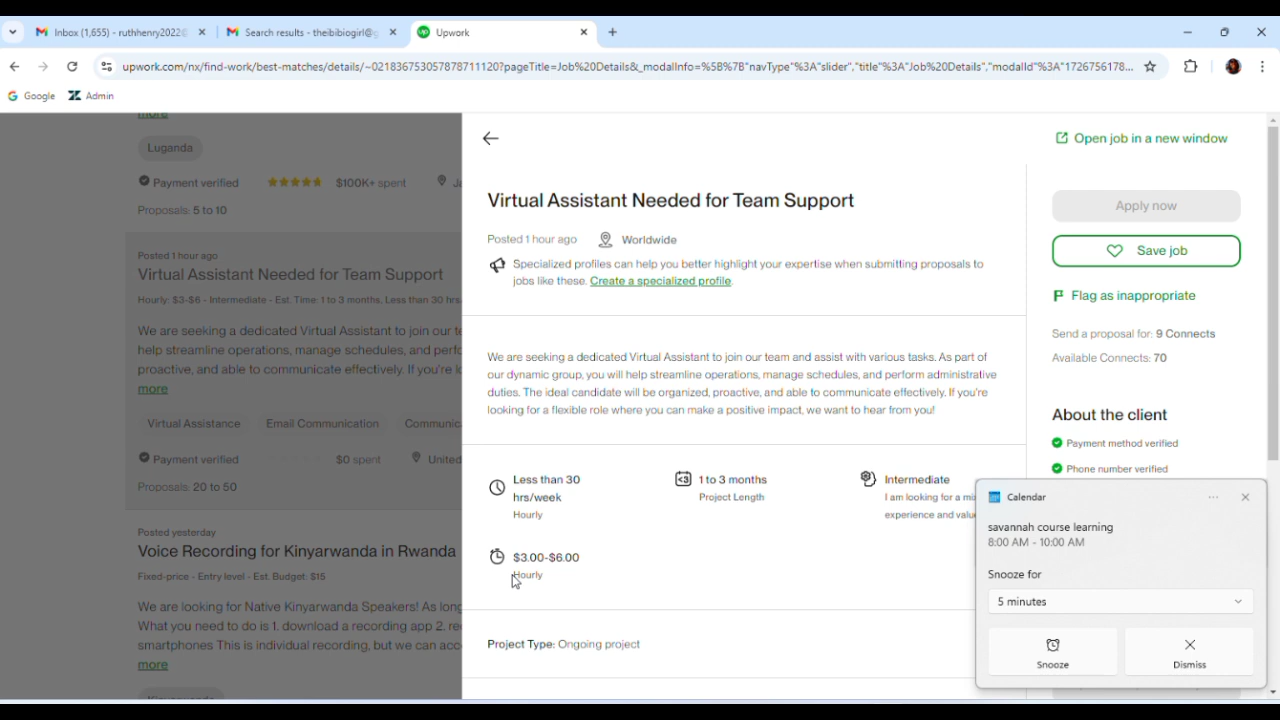 Inbox (1,655) - ruthhenry2022@
Search results - theibibiogirl@g
Upwork
upwork.com/nx/find-work/best-matches/details/~021836753057878711120?pageTitle=Job%20Details&_modalInfo=%5B%7B"navType"%3A"slider","title"%3A"Job%20Details","modalId"%3A"1726756178...
Google
Admin
more
Luganda
Payment verified
$100K+ spent
Ja
Proposals: 5 to 10
Posted 1 hour ago
Virtual Assistant Needed for Team Support
Hourly: $3-$6 - Intermediate - Est. Time: 1 to 3 months, Less than 30 hrs
We are seeking a dedicated Virtual Assistant to join our te
help streamline operations, manage schedules, and perfo
proactive, and able to communicate effectively. If you're lo
more
Virtual Assistance
Email Communication
Communic
Payment verified
$0 spent
United
Proposals: 20 to 50
Posted yesterday
Voice Recording for Kinyarwanda in Rwanda
Fixed-price - Entry level - Est. Budget: $15
We are looking for Native Kinyarwanda Speakers! As long
What you need to do is 1. download a recording app 2. re
smartphones This is individual recording, but we can acc
more
Kinyarwanda
Open job in a new window
Virtual Assistant Needed for Team Support
Posted 1 hour ago
Worldwide
Specialized profiles can help you better highlight your expertise when submitting proposals to
jobs like these. Create a specialized profile.
We are seeking a dedicated Virtual Assistant to join our team and assist with various tasks. As part of
our dynamic group, you will help streamline operations, manage schedules, and perform administrative
duties. The ideal candidate will be organized, proactive, and able to communicate effectively. If you're
looking for a flexible role where you can make a positive impact, we want to hear from you!
Less than 30
hrs/week
Hourly
<3
1 to 3 months
Project Length
Intermediate
I am looking for a mi
experience and valu
$3.00-$6.00
Hourly
Project Type: Ongoing project
Apply now
Save job
Flag as inappropriate
Send a proposal for: 9 Connects
Available Connects: 70
About the client
Payment method verified
Phone number verified
Calendar
savannah course learning
8:00 AM - 10:00 AM
Snooze for
5 minutes
Snooze
Dismiss